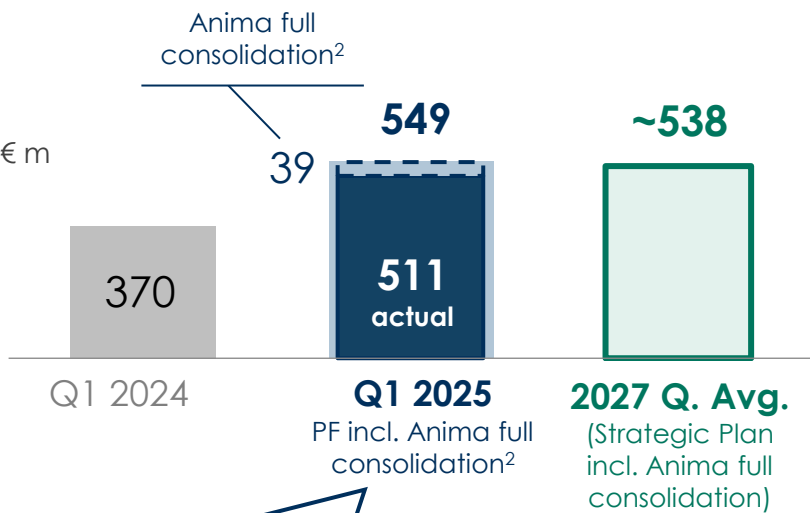 Anima full
consolidation²
€ m
39
549
~538
370
511
actual
Q1 2024
Q1 2025
PF incl. Anima full
consolidation²
2027 Q. Avg.
(Strategic Plan
incl. Anima full
consolidation)